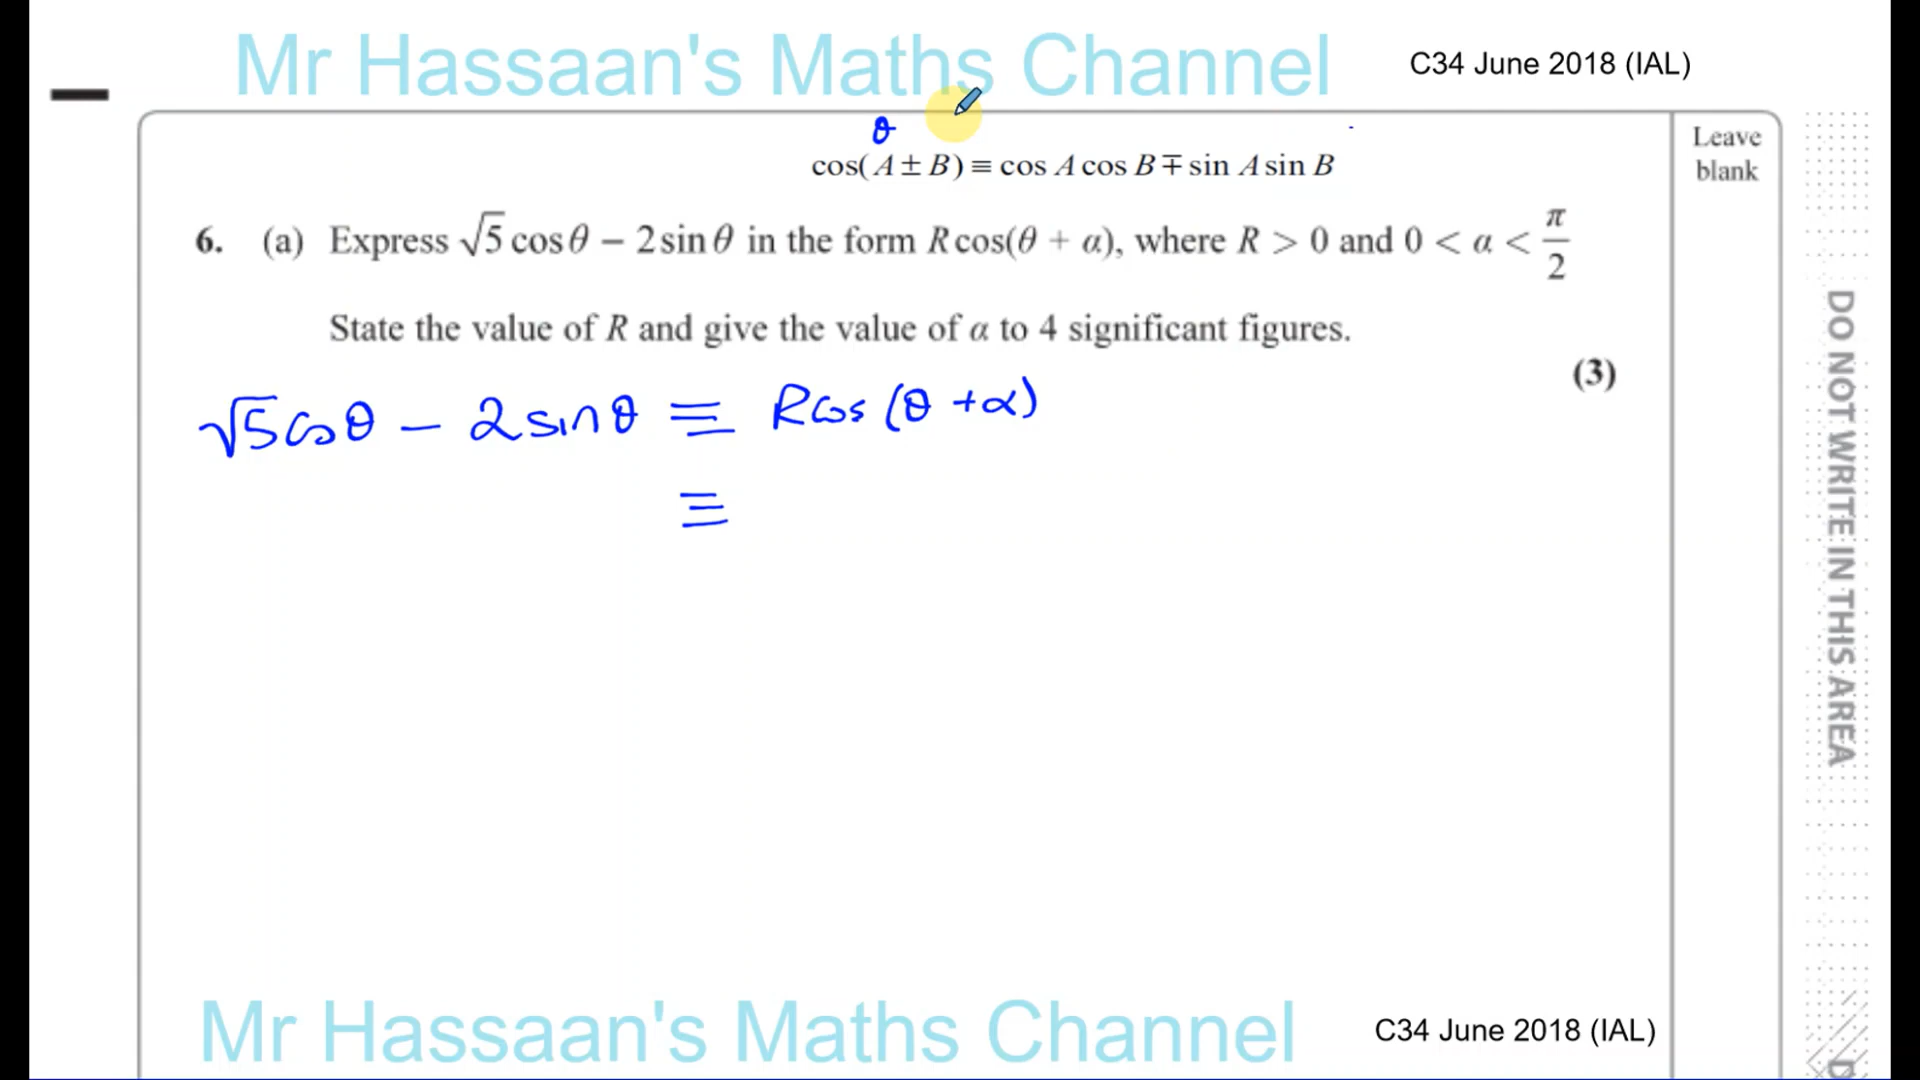 Mr Hassaan's Maths Channel
C34 June 2018 (IAL)
Leave
blank
θ
cos(A ± B) ≡ cos A cos B ∓ sin A sin B
6. (a) Express √5 cos θ − 2 sin θ in the form R cos(θ + α), where R > 0 and 0 < α < π/2
State the value of R and give the value of α to 4 significant figures.
(3)
√5 cos θ − 2 sin θ ≡ R cos (θ + α)
≡
DO NOT WRITE IN THIS AREA
Mr Hassaan's Maths Channel
C34 June 2018 (IAL)
D